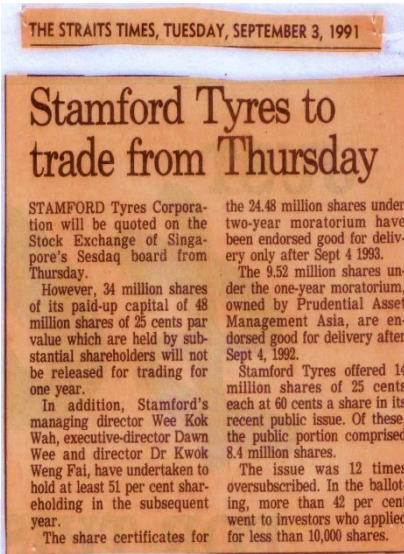 THE STRAITS TIMES, TUESDAY, SEPTEMBER 3, 1991
Stamford Tyres to
trade from Thursday
STAMFORD Tyres Corpora-
tion will be quoted on the
Stock Exchange of Singa-
pore's Sesdaq board from
Thursday.
However, 34 million shares
of its paid-up capital of 48
million shares of 25 cents par
value which are held by sub-
stantial shareholders will not
be released for trading for
one year.
In addition, Stamford's
managing director Wee Kok
Wah, executive-director Dawn
Wee and director Dr Kwok
Weng Fai, have undertaken to
hold at least 51 per cent shar-
eholding in the subsequent
year.
The share certificates for
the 24.48 million shares under
two-year moratorium have
been endorsed good for deliv-
ery only after Sept 4 1993.
The 9.52 million shares un-
der the one-year moratorium,
owned by Prudential Asset
Management Asia, are en-
dorsed good for delivery after
Sept 4, 1992.
Stamford Tyres offered 14
million shares of 25 cents
each at 60 cents a share in its
recent public issue. Of these,
the public portion comprised
8.4 million shares.
The issue was 12 times
oversubscribed. In the ballot-
ing, more than 42 per cent
went to investors who applied
for less than 10,000 shares.